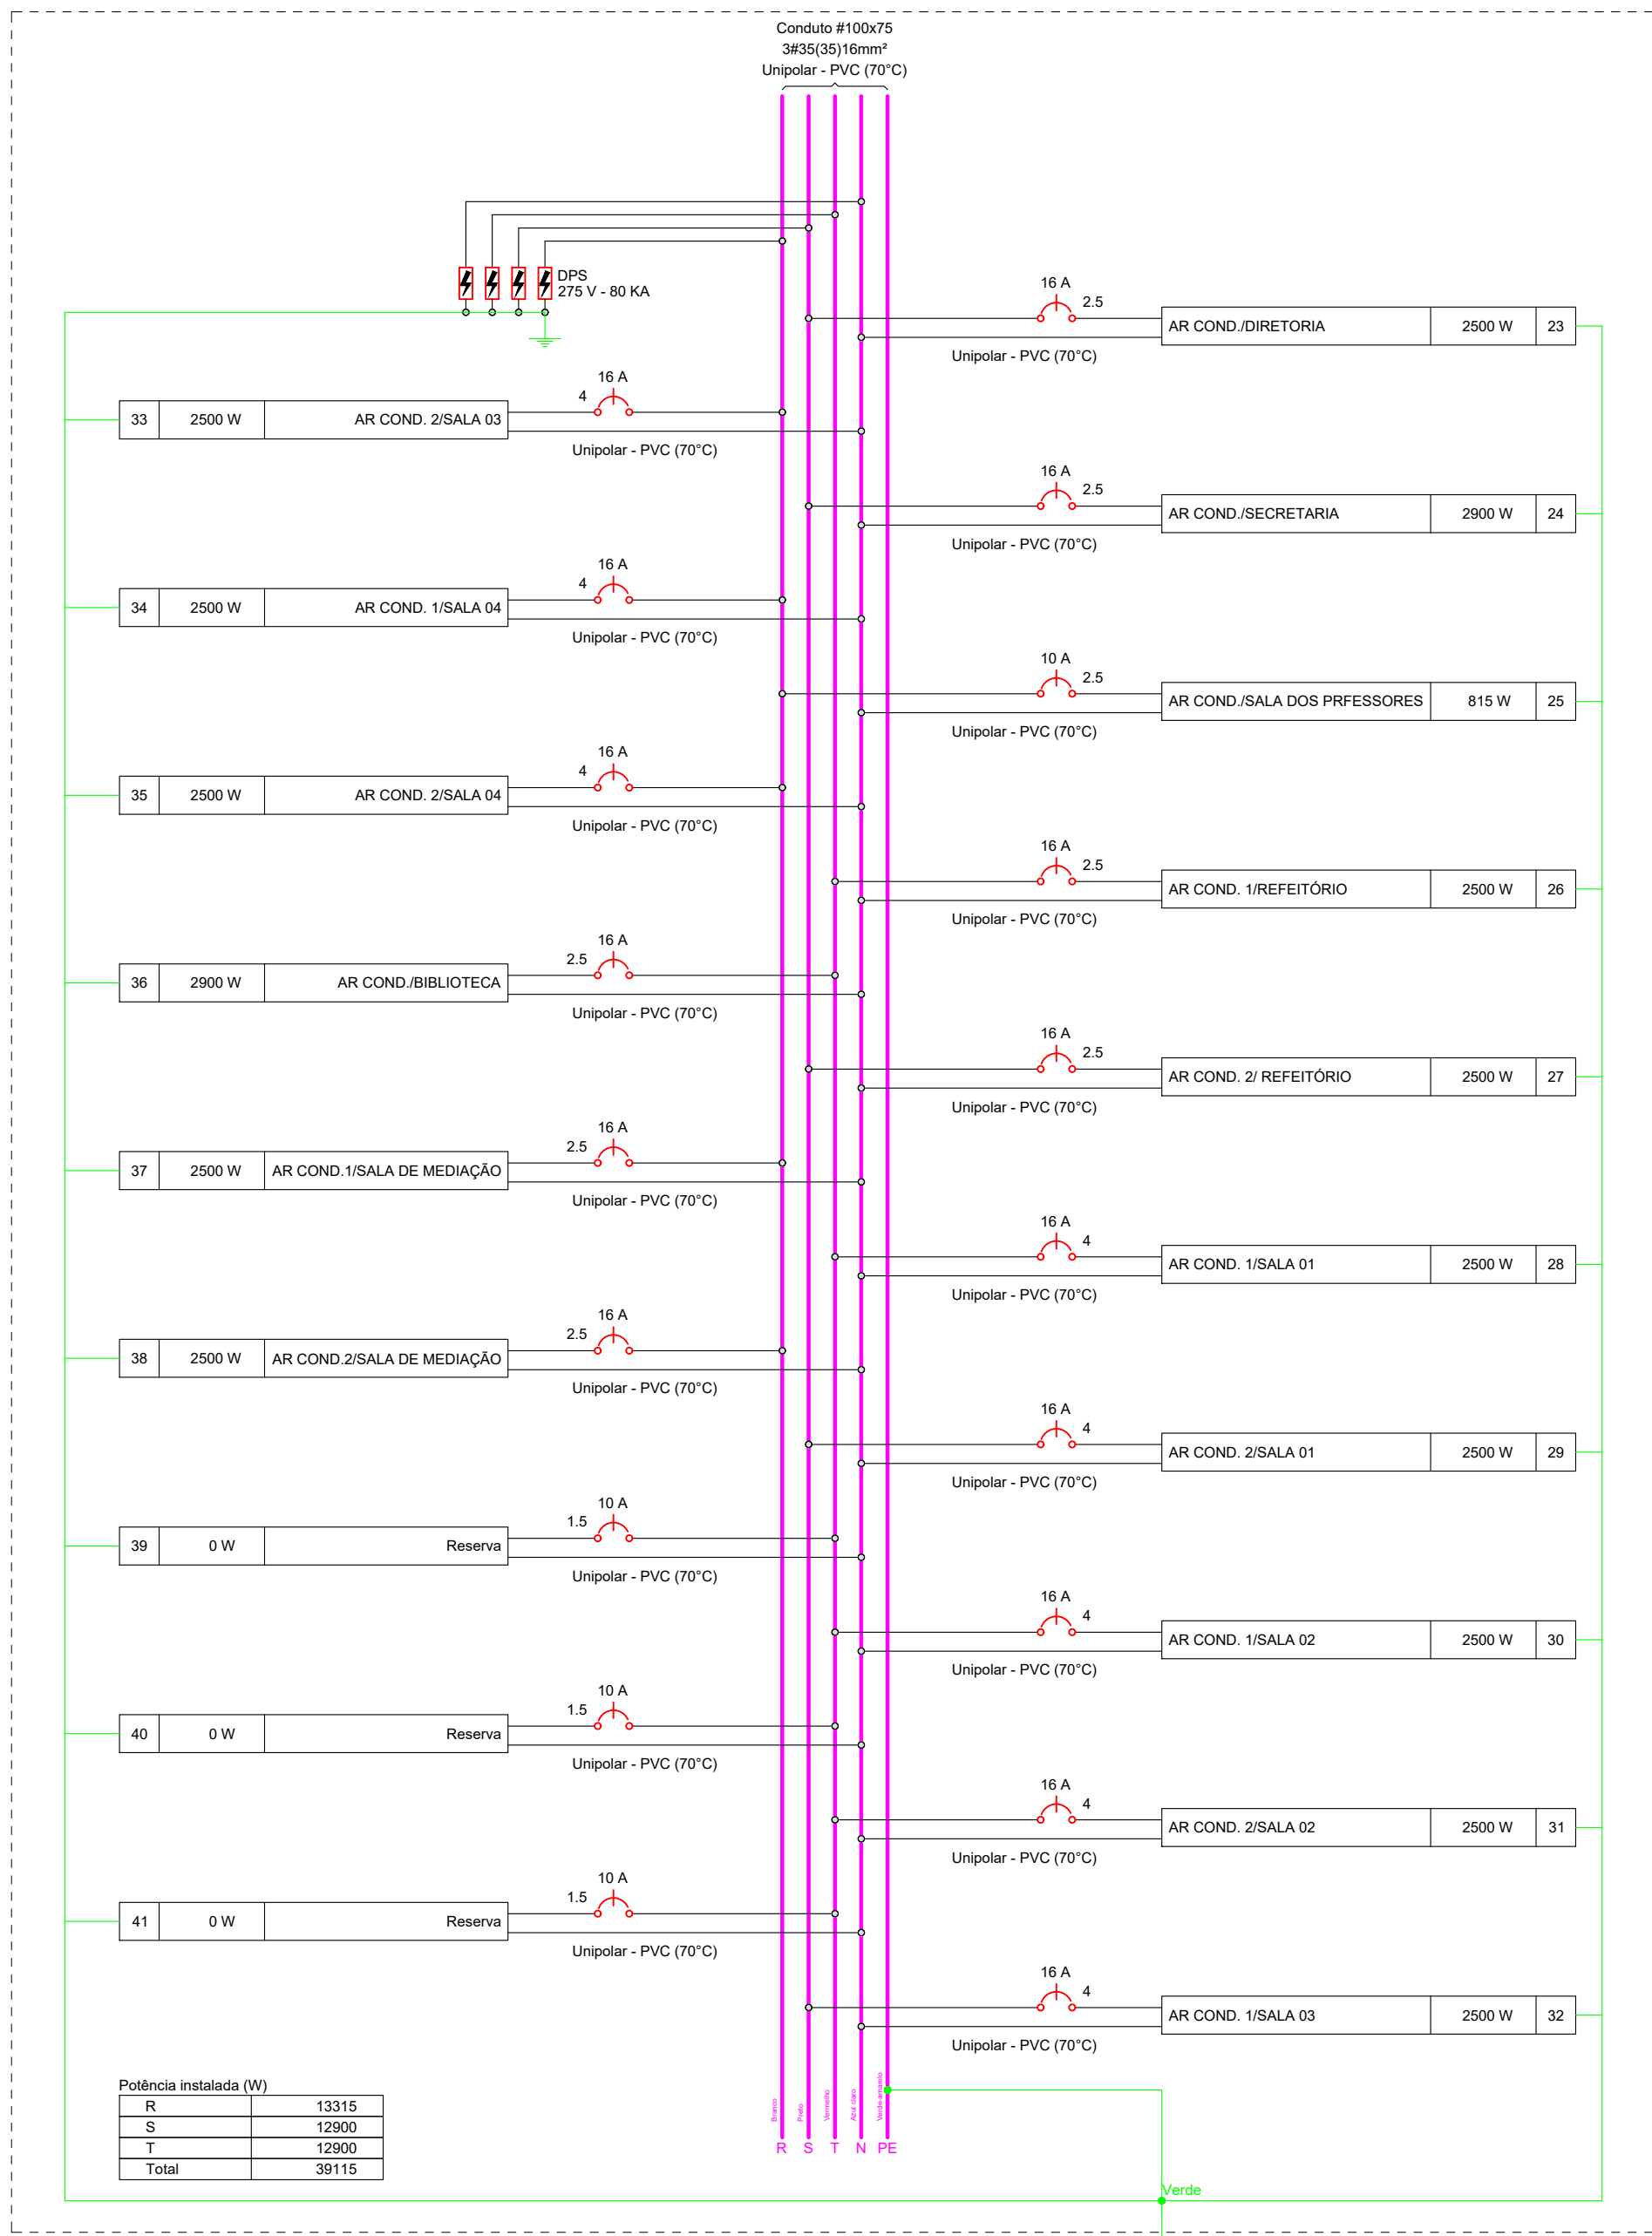 Conduto #100x75
3#35(35)16mm²
Unipolar - PVC (70°C)
DPS
275 V - 80 KA
16 A
2.5
AR COND./DIRETORIA 2500 W 23
Unipolar - PVC (70°C)
16 A
4
33 2500 W AR COND. 2/SALA 03
Unipolar - PVC (70°C)
16 A
2.5
AR COND./SECRETARIA 2900 W 24
Unipolar - PVC (70°C)
16 A
4
34 2500 W AR COND. 1/SALA 04
Unipolar - PVC (70°C)
10 A
2.5
AR COND./SALA DOS PRFESSORES 815 W 25
Unipolar - PVC (70°C)
16 A
4
35 2500 W AR COND. 2/SALA 04
Unipolar - PVC (70°C)
16 A
2.5
AR COND. 1/REFEITÓRIO 2500 W 26
Unipolar - PVC (70°C)
16 A
2.5
36 2900 W AR COND./BIBLIOTECA
Unipolar - PVC (70°C)
16 A
2.5
AR COND. 2/ REFEITÓRIO 2500 W 27
Unipolar - PVC (70°C)
16 A
2.5
37 2500 W AR COND.1/SALA DE MEDIAÇÃO
Unipolar - PVC (70°C)
16 A
4
AR COND. 1/SALA 01 2500 W 28
Unipolar - PVC (70°C)
16 A
2.5
38 2500 W AR COND.2/SALA DE MEDIAÇÃO
Unipolar - PVC (70°C)
16 A
4
AR COND. 2/SALA 01 2500 W 29
Unipolar - PVC (70°C)
10 A
1.5
39 0 W Reserva
Unipolar - PVC (70°C)
16 A
4
AR COND. 1/SALA 02 2500 W 30
Unipolar - PVC (70°C)
10 A
1.5
40 0 W Reserva
Unipolar - PVC (70°C)
16 A
4
AR COND. 2/SALA 02 2500 W 31
Unipolar - PVC (70°C)
10 A
1.5
41 0 W Reserva
Unipolar - PVC (70°C)
16 A
4
AR COND. 1/SALA 03 2500 W 32
Unipolar - PVC (70°C)
Potência instalada (W)
R 13315
S 12900
T 12900
Total 39115
Branco
Preto
Vermelho
Azul claro
Verde-amarelo
R S T N PE
Verde